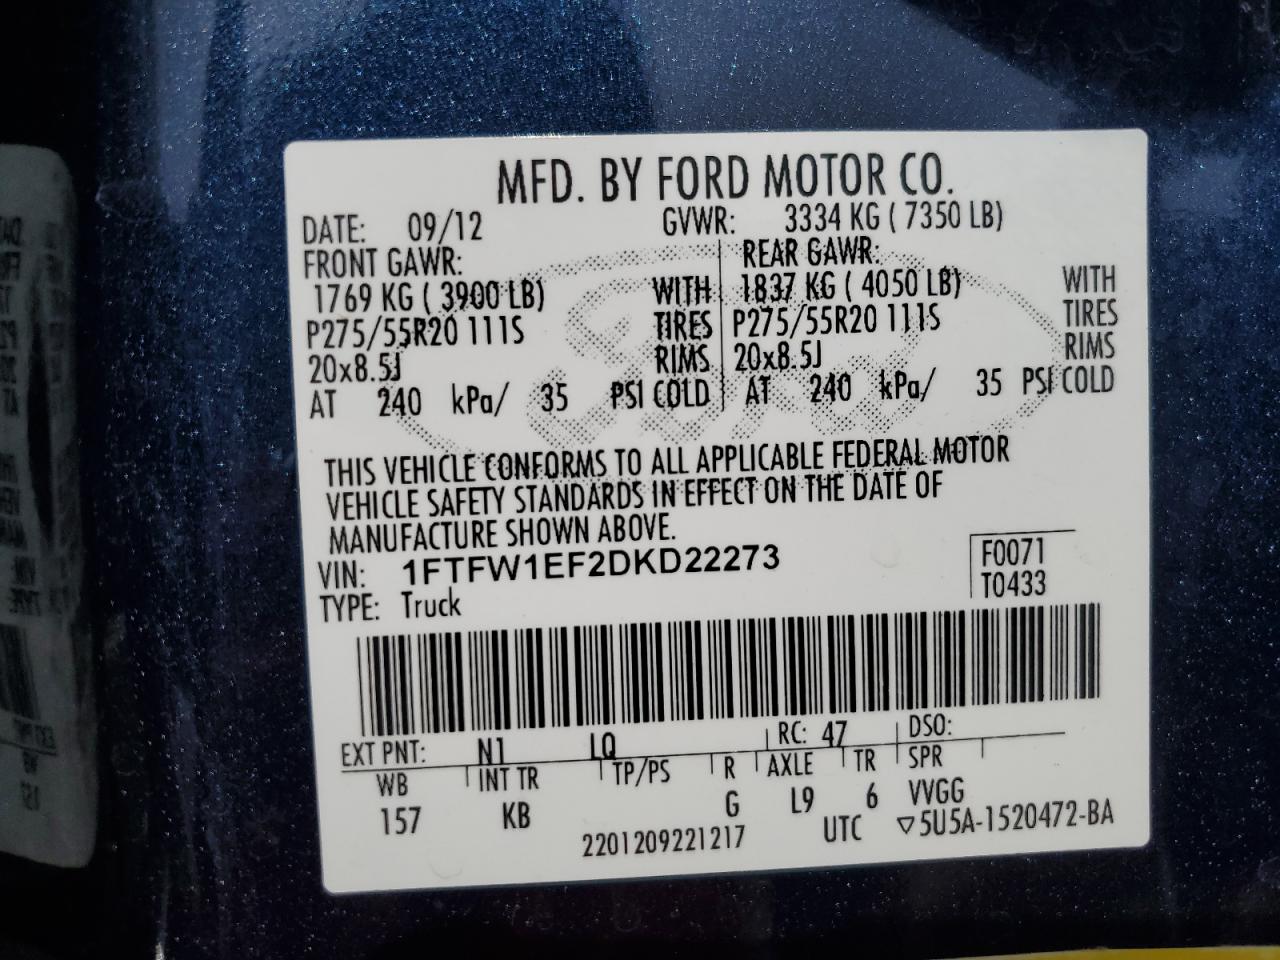 MFD. BY FORD MOTOR CO.
DATE: 09/12 GVWR: 3334 KG ( 7350 LB)
FRONT GAWR: REAR GAWR:
1769 KG ( 3900 LB) WITH 1837 KG ( 4050 LB) WITH
P275/55R20 111S TIRES P275/55R20 111S TIRES
20x8.5J RIMS 20x8.5J RIMS
AT 240 kPa/ 35 PSI COLD AT 240 kPa/ 35 PSI COLD
THIS VEHICLE CONFORMS TO ALL APPLICABLE FEDERAL MOTOR
VEHICLE SAFETY STANDARDS IN EFFECT ON THE DATE OF
MANUFACTURE SHOWN ABOVE.
VIN: 1FTFW1EF2DKD22273 F0071
TYPE: Truck T0433
EXT PNT: N1 LQ RC: 47 DSO:
WB INT TR TP/PS R AXLE TR SPR
157 KB G L9 6 VVGG
2201209221217 UTC ▽5U5A-1520472-BA